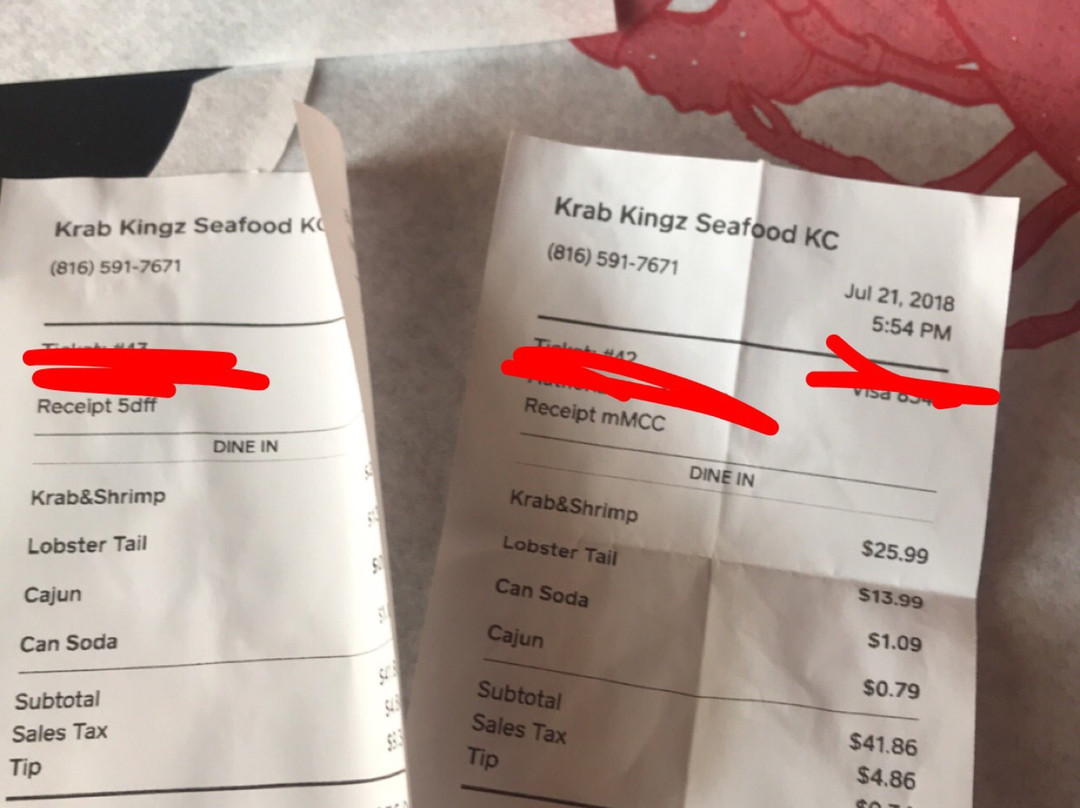 Krab Kingz Seafood
(816) 591-7671
Receipt 5dff
DINE IN
Krab&Shrimp
Lobster Tail
Cajun
Can Soda
Subtotal
Sales Tax
Tip
Krab Kingz Seafood KC
(816) 591-7671
Jul 21, 2018
5:54 PM
Visa
Receipt mMCC
DINE IN
Krab&Shrimp $25.99
Lobster Tail $13.99
Can Soda $1.09
Cajun $0.79
Subtotal $41.86
Sales Tax $4.86
Tip